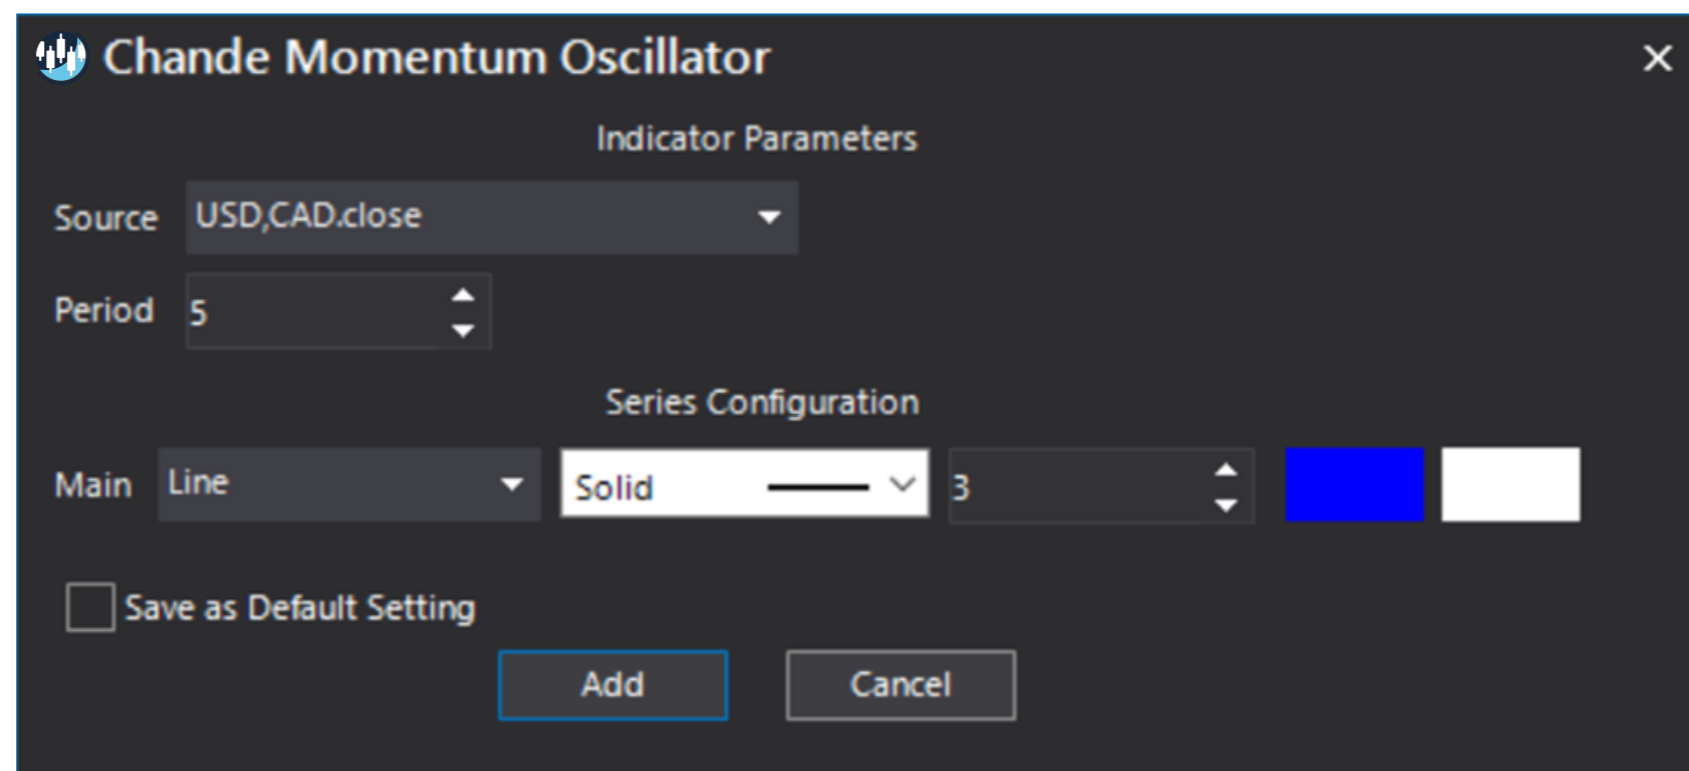 Chande Momentum Oscillator
Indicator Parameters
Source USD,CAD.close
Period 5
Series Configuration
Main Line Solid 3
Save as Default Setting
Add Cancel